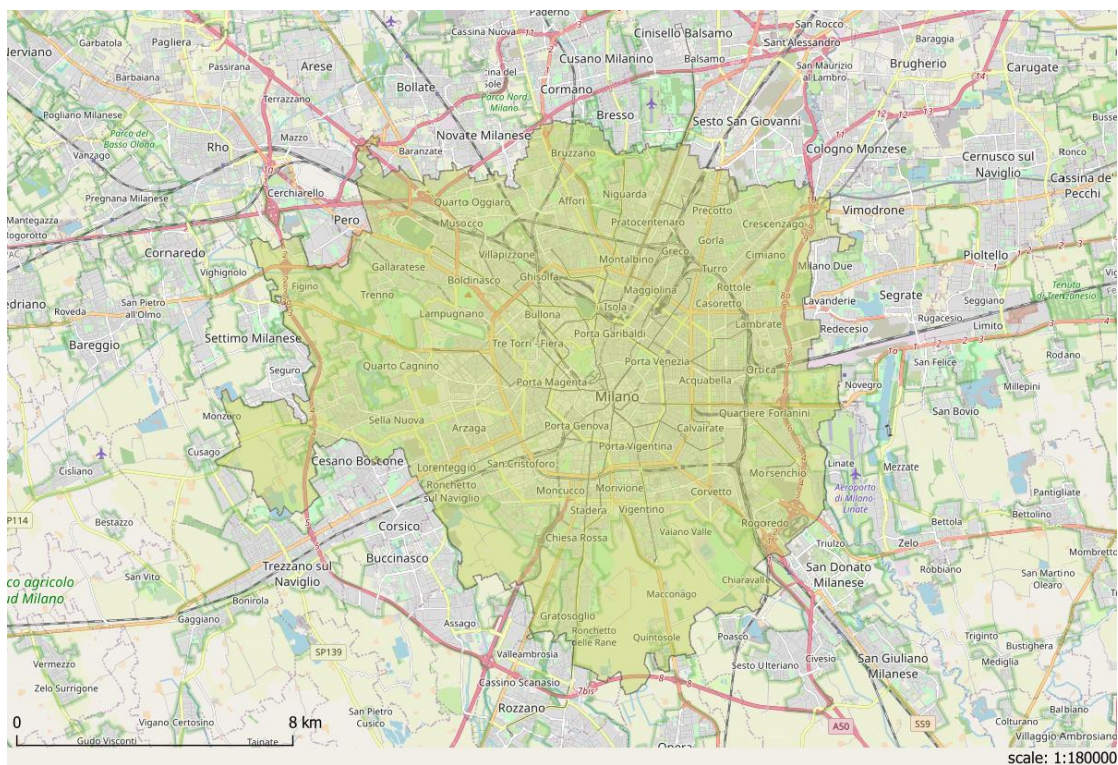 Paderno
Cassina Nuova
11
Cinisello Balsamo
San Rocco
Nerviano
Garbatola
Pagliera
Passirana
Arese
Cusano Milanino
Balsamo
Sant'Alessandro
Baraggia
Brugherio
Carugate
Barbaiana
Bollate
Cormano
San Maurizio
al Lambro
14
Terrazzano
Parco Nord
Milano
Bresso
Sesto San Giovanni
13
12
Pogliano Milanese
Parco del
Basso Olona
Mazzo
Novate Milanese
11
Vanzago
Rho
Baranzate
Bruzzano
Cologno Monzese
Cernusco sul
Naviglio
Ronco
Cassina de'
Pecchi
Pregnana Milanese
Cerchiarello
Quarto Oggiaro
Affori
Niguarda
Precotto
Mantegazza
Rogorotto
Pero
Musocco
Pratocentenaro
Crescenzago
Vimodrone
Cornaredo
Villapizzone
Greco
Gorla
Vighignolo
2
Gallaratese
Boldinasco
Montalbino
Turro
Cimiano
Milano Due
Pioltello
Figino
Trenno
Ghisolfa
Maggiolina
Rottole
San Pietro
all'Olmo
Lampugnano
Bullona
Isola
Casoretto
Lavanderie
Segrate
Seggiano
Tenuta
di Trenzanesio
Roveda
Porta Garibaldi
Lambrate
Redecesio
Rugacesio
Limito
Bareggio
Settimo Milanese
Tre Torri
Fiera
Porta Venezia
San Felice
Rodano
Seguro
Quarto Cagnino
Porta Magenta
Acquabella
Ortica
Novegro
Millepini
Milano
Monzoro
Sella Nuova
Arzaga
Porta Genova
Quartiere Forlanini
San Bovio
Calvairate
Cusago
Porta Vigentina
Cisliano
Cesano Boscone
Lorenteggio
San Cristoforo
Morsenchio
Linate
Mezzate
Ronchetto
sul Naviglio
Moncucco
Morivione
Corvetto
Aeroporto
di Milano-
Linate
Pantigliate
SP114
Bestazzo
Corsico
Stadera
Vigentino
Rogoredo
Bettola
Bettolino
Chiesa Rossa
Vaiano Valle
Triulzo
Zelo
Buccinasco
Trezzano sul
Naviglio
Robbiano
Mombretto
San Vito
San Donato
Milanese
San Martino
Olearo
Chiaravalle
Bonirola
Macconago
Gaggiano
Assago
Gratosoglio
Poasco
Triginto
Bustighera
Ronchetto
delle Rane
Quintosole
Vermezzo
SP139
Valleambrosia
Sesto Ulteriano
Civesio
San Giuliano
Milanese
Mediglia
Zelo Surrigone
Cassino Scanasio
8
8
7bis
San Pietro
Cusico
Rozzano
Balbiano
0
8 km
Vigano Certosino
A50
SS9
Colturano
Gudo Visconti
Tainate
Opera
Villaggio Ambrosiano
scale: 1:180000